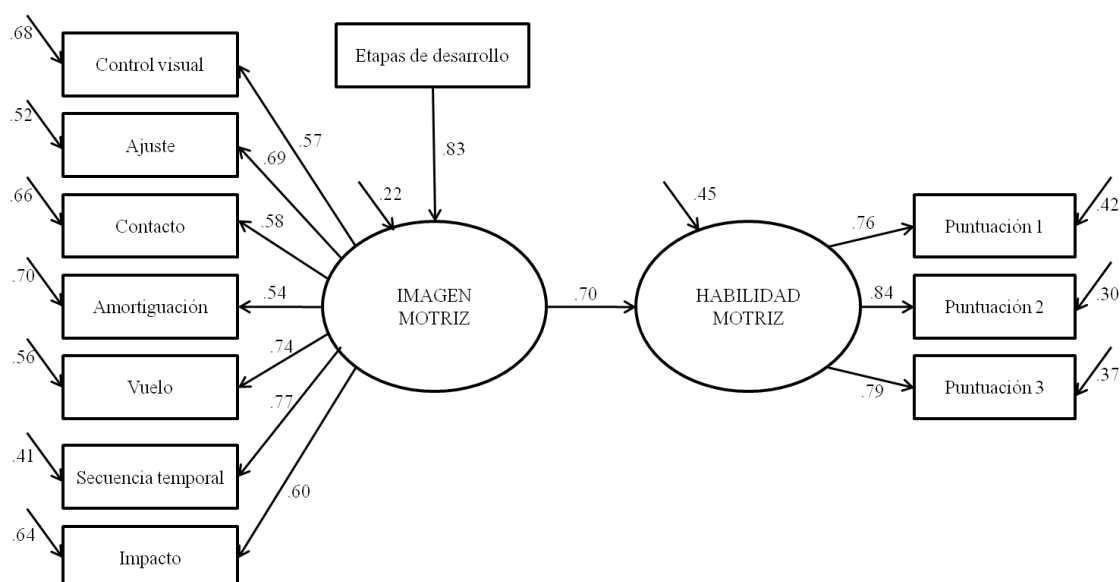 .68
Control visual
.52
Ajuste
.66
Contacto
.70
Amortiguación
.56
Vuelo
.41
Secuencia temporal
.64
Impacto
.57
.69
.58
.54
.74
.77
.60
Etapas de desarrollo
.83
.22
IMAGEN
MOTRIZ
.70
.45
HABILIDAD
MOTRIZ
.76
.84
.79
Puntuación 1
.42
Puntuación 2
.30
Puntuación 3
.37